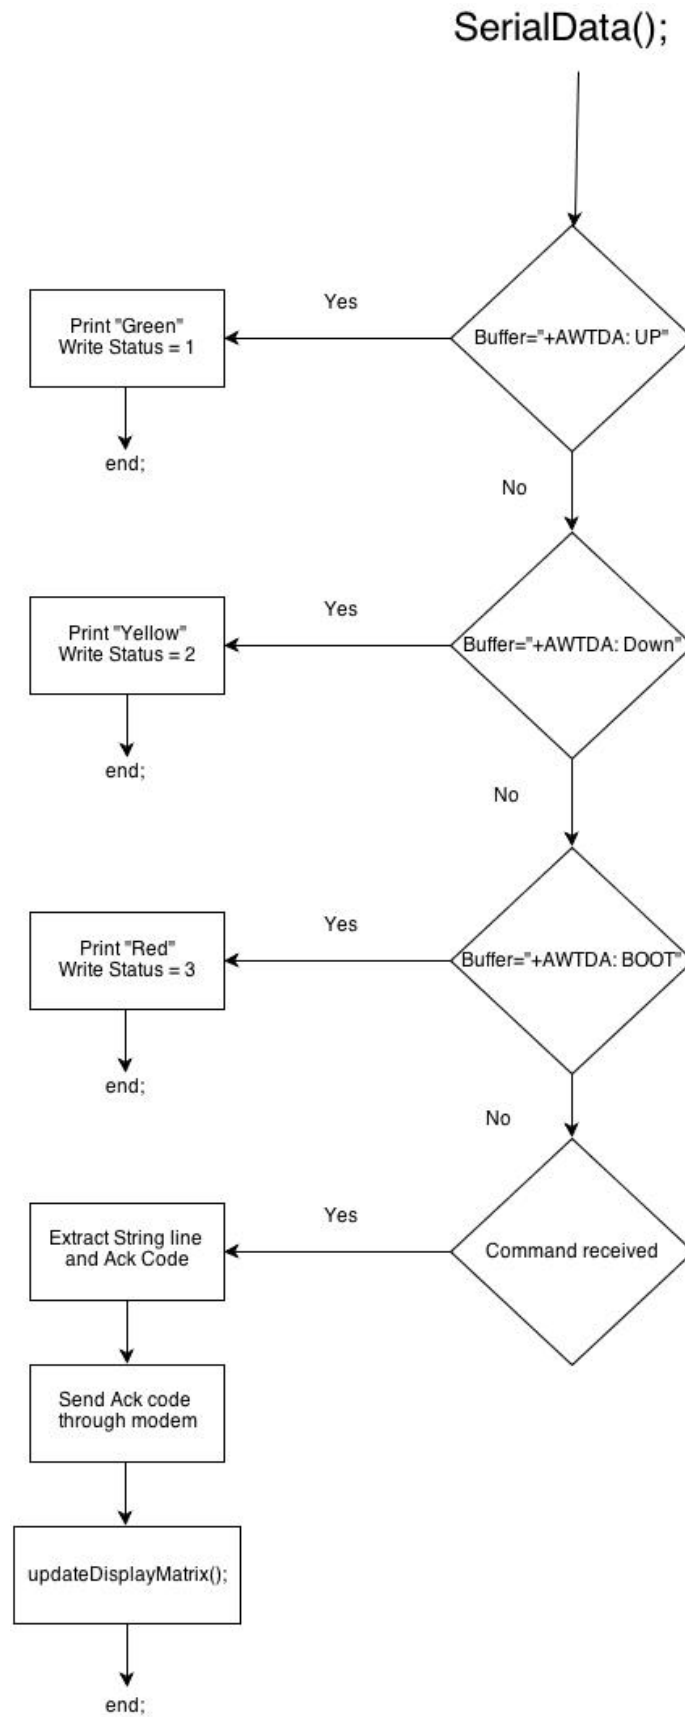 SerialData();
Yes
Print "Green"
Write Status = 1
Buffer="+AWTDA: UP"
end;
No
Yes
Print "Yellow"
Write Status = 2
Buffer="+AWTDA: Down"
end;
No
Yes
Print "Red"
Write Status = 3
Buffer="+AWTDA: BOOT"
end;
No
Yes
Extract String line
and Ack Code
Command received
Send Ack code
through modem
updateDisplayMatrix();
end;